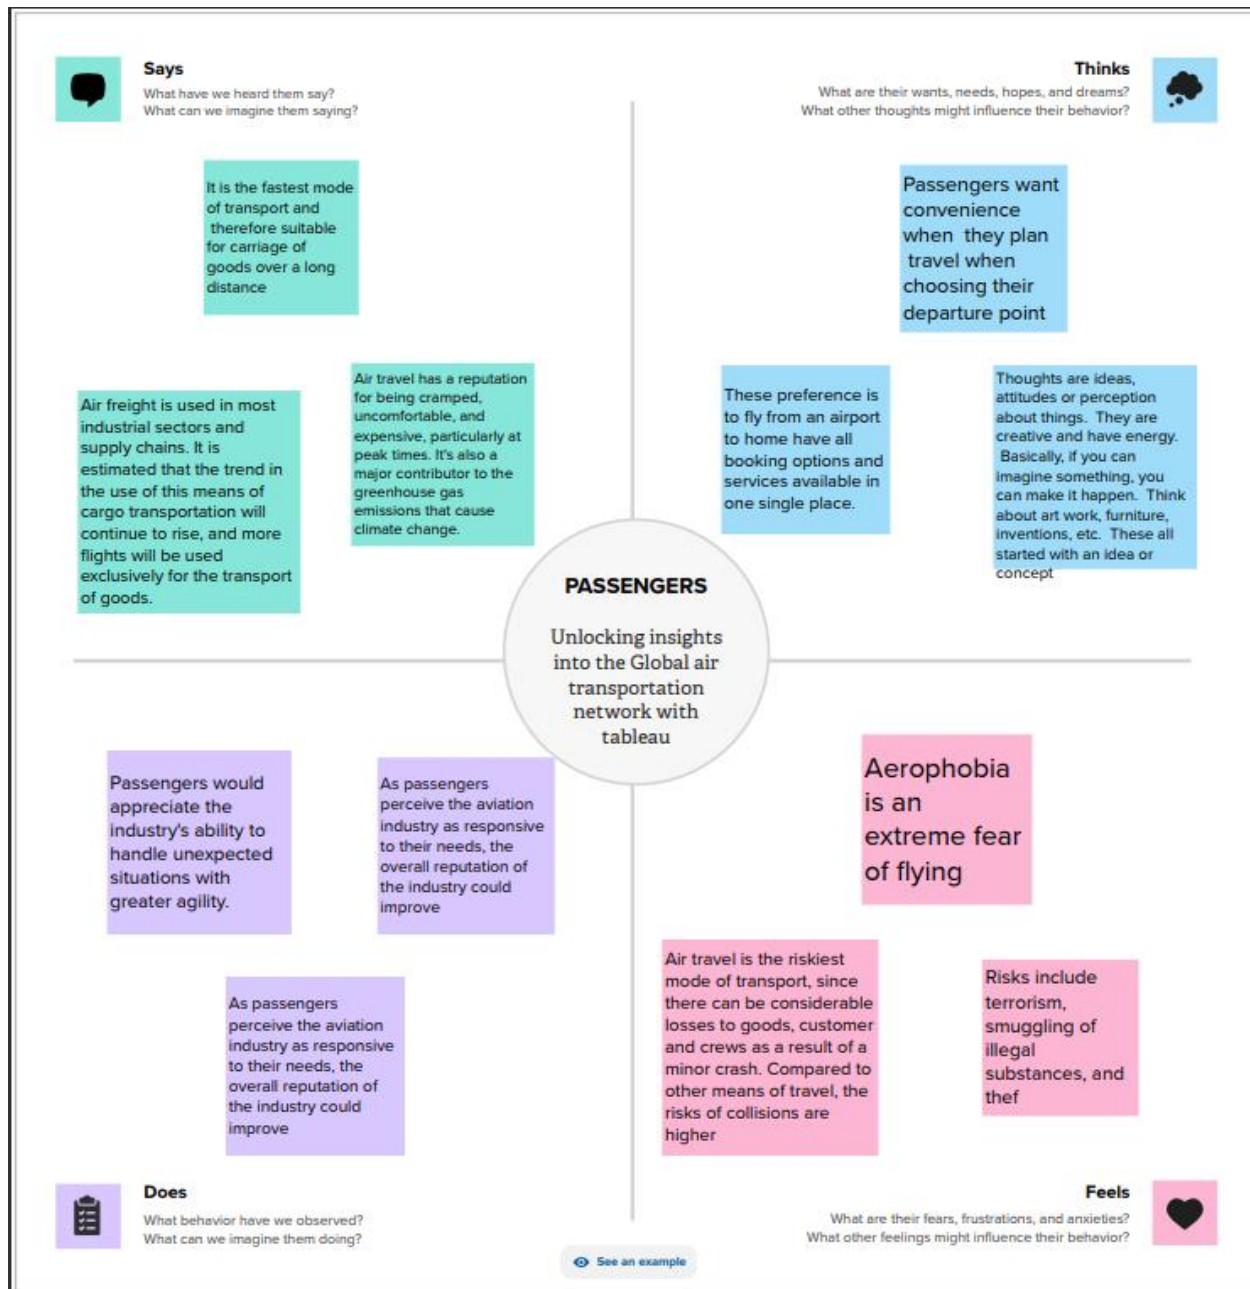 Says
What have we heard them say?
What can we imagine them saying?
Thinks
What are their wants, needs, hopes, and dreams?
What other thoughts might influence their behavior?
It is the fastest mode
of transport and
therefore suitable
for carriage of
goods over a long
distance
Air freight is used in most
industrial sectors and
supply chains. It is
estimated that the trend in
the use of this means of
cargo transportation will
continue to rise, and more
flights will be used
exclusively for the transport
of goods.
Air travel has a reputation
for being cramped,
uncomfortable, and
expensive, particularly at
peak times. It's also a
major contributor to the
greenhouse gas
emissions that cause
climate change.
Passengers want
convenience
when they plan
travel when
choosing their
departure point
These preference is
to fly from an airport
to home have all
booking options and
services available in
one single place.
Thoughts are ideas,
attitudes or perception
about things. They are
creative and have energy.
Basically, if you can
imagine something, you
can make it happen. Think
about art work, furniture,
inventions, etc. These all
started with an idea or
concept
PASSENGERS
Unlocking insights
into the Global air
transportation
network with
tableau
Passengers would
appreciate the
industry's ability to
handle unexpected
situations with
greater agility.
As passengers
perceive the aviation
industry as responsive
to their needs, the
overall reputation of
the industry could
improve
As passengers
perceive the aviation
industry as responsive
to their needs, the
overall reputation of
the industry could
improve
Aerophobia
is an
extreme fear
of flying
Air travel is the riskiest
mode of transport, since
there can be considerable
losses to goods, customer
and crews as a result of a
minor crash. Compared to
other means of travel, the
risks of collisions are
higher
Risks include
terrorism,
smuggling of
illegal
substances, and
thef
Does
What behavior have we observed?
What can we imagine them doing?
Feels
What are their fears, frustrations, and anxieties?
What other feelings might influence their behavior?
See an example